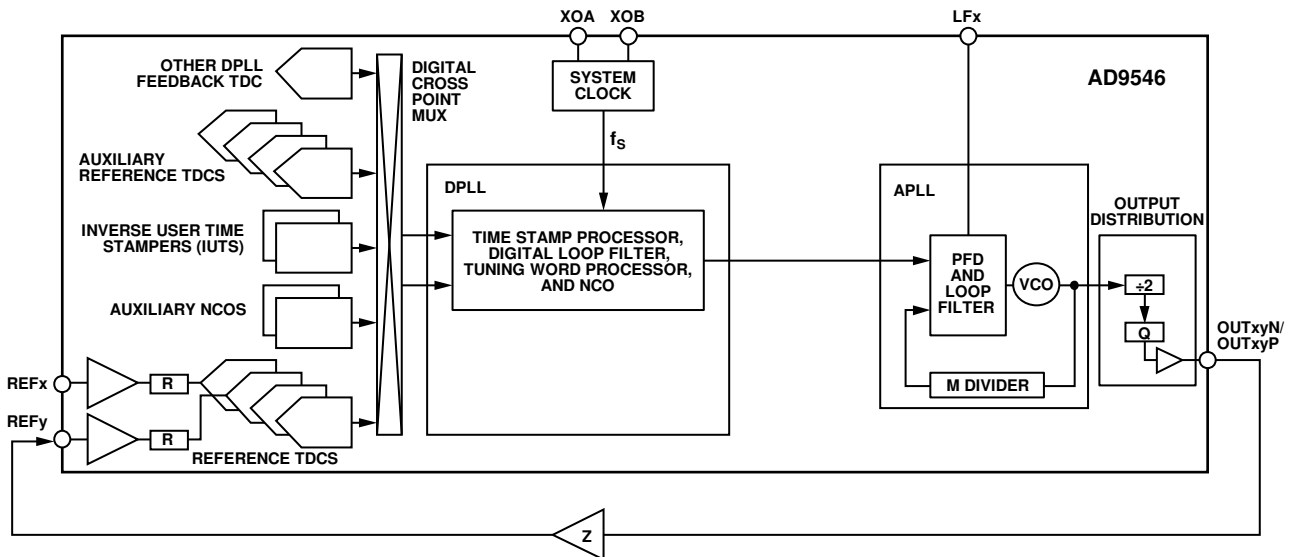 XOA XOB
LFx
OTHER DPLL
FEEDBACK TDC
DIGITAL
CROSS
POINT
MUX
SYSTEM
CLOCK
AD9546
fS
AUXILIARY
REFERENCE TDCS
DPLL
APLL
OUTPUT
DISTRIBUTION
INVERSE USER TIME
STAMPERS (IUTS)
TIME STAMP PROCESSOR,
DIGITAL LOOP FILTER,
TUNING WORD PROCESSOR,
AND NCO
PFD
AND
LOOP
FILTER
VCO
÷2
Q
AUXILIARY NCOS
OUTxyN/
OUTxyP
REFx
R
M DIVIDER
REFy
R
REFERENCE TDCS
Z